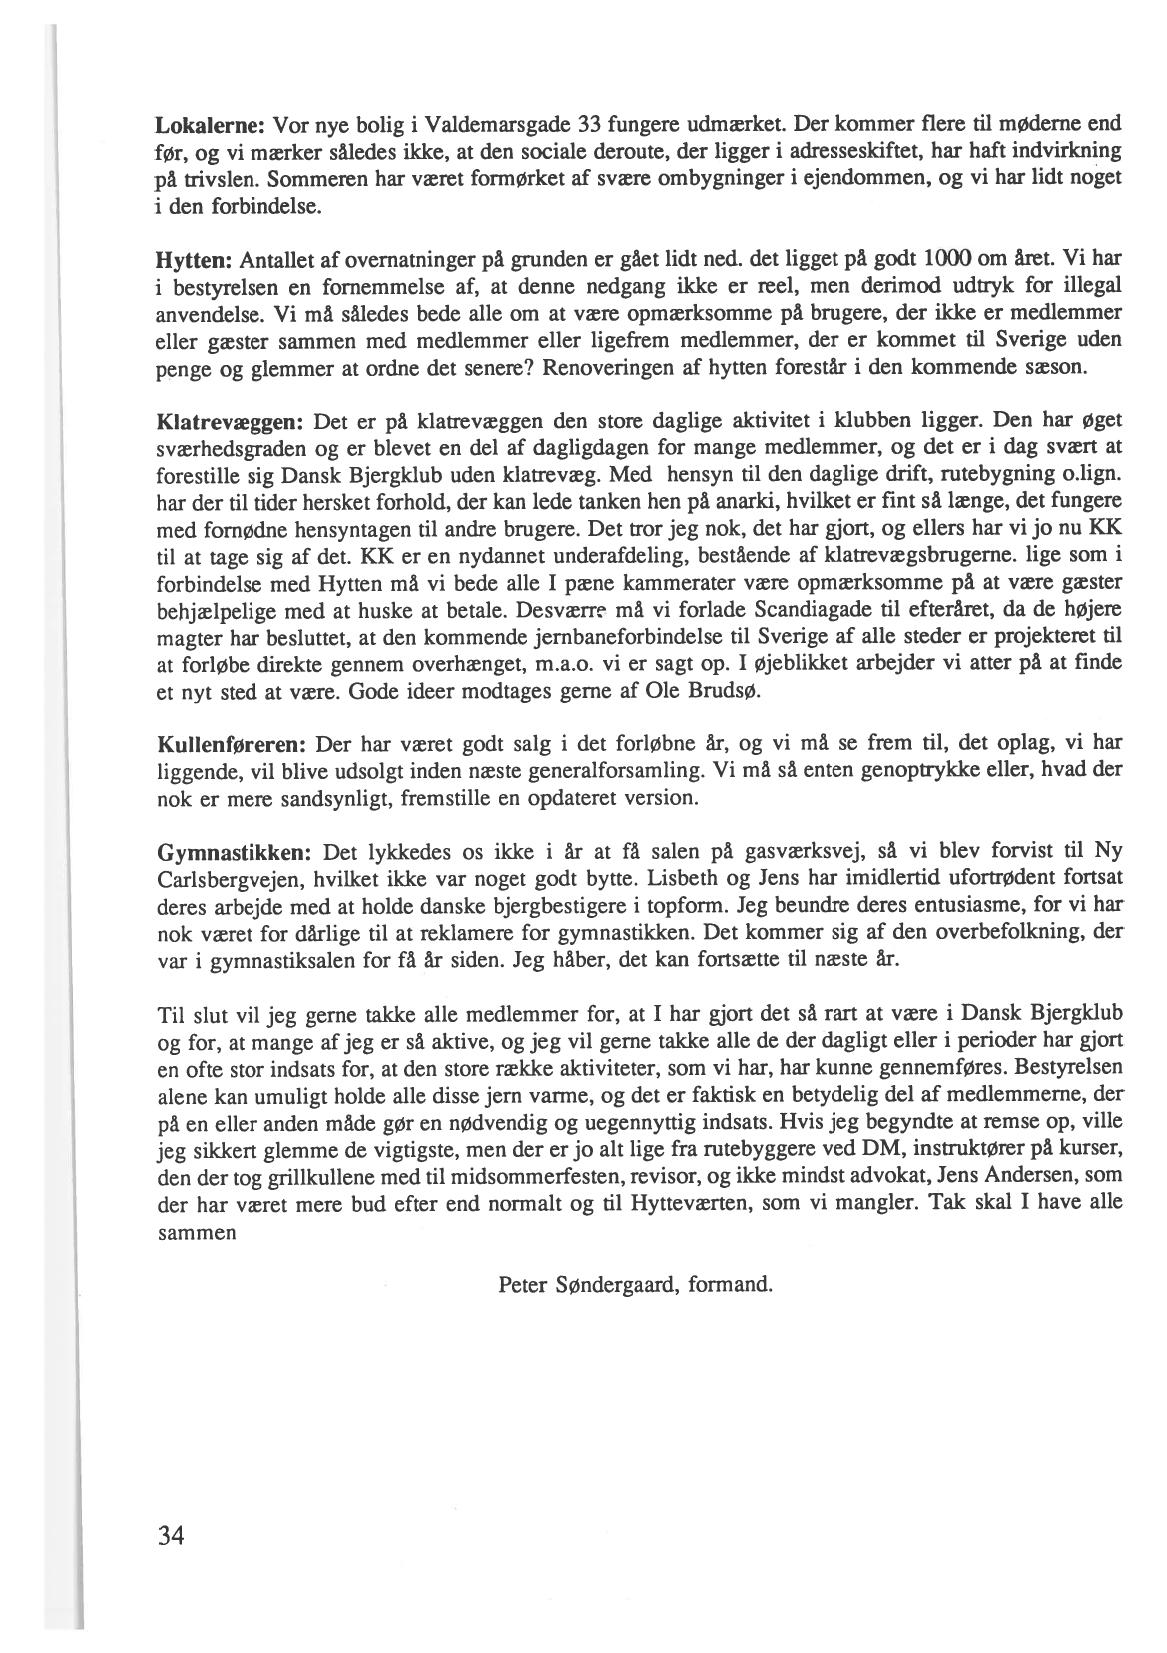 Lokalerne: Vor nye bolig i Valdemarsgade 33 fungere udmærket. Der kommer flere til møderne end
før, og vi mærker således ikke, at den sociale deroute, der ligger i adresseskiftet, har haft indvirkning
på trivslen. Sommeren har været formørket af svære ombygninger i ejendommen, og vi har lidt noget
i den forbindelse.
Hytten: Antallet af overnatninger på grunden er gået lidt ned. det ligget på godt 1000 om året. Vi har
i bestyrelsen en fornemmelse af, at denne nedgang ikke er reel, men derimod udtryk for illegal
anvendelse. Vi må således bede alle om at være opmærksomme på brugere, der ikke er medlemmer
eller gæster sammen med medlemmer eller ligefrem medlemmer, der er kommet til Sverige uden
penge og glemmer at ordne det senere? Renoveringen af hytten forestår i den kommende sæson.
Klatrevæggen: Det er på klatrevæggen den store daglige aktivitet i klubben ligger. Den har øget
sværhedsgraden og er blevet en del af dagligdagen for mange medlemmer, og det er i dag svært at
forestille sig Dansk Bjergklub uden klatrevæg. Med hensyn til den daglige drift, rutebygning o.lign.
har der til tider hersket forhold, der kan lede tanken hen på anarki, hvilket er fint så længe, det fungere
med fornødne hensyntagen til andre brugere. Det tror jeg nok, det har gjort, og ellers har vi jo nu KK
til at tage sig af det. KK er en nydannet underafdeling, bestående af klatrevægsbrugerne. lige som i
forbindelse med Hytten må vi bede alle I pæne kammerater være opmærksomme på at være gæster
behjælpelige med at huske at betale. Desværre må vi forlade Scandiagade til efteråret, da de højere
magter har besluttet, at den kommende jernbaneforbindelse til Sverige af alle steder er projekteret til
at forløbe direkte gennem overhænget, m.a.o. vi er sagt op. I øjeblikket arbejder vi atter på at finde
et nyt sted at være. Gode ideer modtages gerne af Ole Brudsø.
Kullenføreren: Der har været godt salg i det forløbne år, og vi må se frem til, det oplag, vi har
liggende, vil blive udsolgt inden næste generalforsamling. Vi må så enten genoptrykke eller, hvad der
nok er mere sandsynligt, fremstille en opdateret version.
Gymnastikken: Det lykkedes os ikke i år at få salen på gasværksvej, så vi blev forvist til Ny
Carlsbergvejen, hvilket ikke var noget godt bytte. Lisbeth og Jens har imidlertid ufortrødent fortsat
deres arbejde med at holde danske bjergbestigere i topform. Jeg beundre deres entusiasme, for vi har
nok været for dårlige til at reklamere for gymnastikken. Det kommer sig af den overbefolkning, der
var i gymnastiksalen for få år siden. Jeg håber, det kan fortsætte til næste år.
Til slut vil jeg gerne takke alle medlemmer for, at I har gjort det så rart at være i Dansk Bjergklub
og for, at mange af jeg er så aktive, og jeg vil gerne takke alle de der dagligt eller i perioder har gjort
en ofte stor indsats for, at den store række aktiviteter, som vi har, har kunne gennemføres. Bestyrelsen
alene kan umuligt holde alle disse jern varme, og det er faktisk en betydelig del af medlemmerne, der
på en eller anden måde gør en nødvendig og uegennyttig indsats. Hvis jeg begyndte at remse op, ville
jeg sikkert glemme de vigtigste, men der er jo alt lige fra rutebyggere ved DM, instruktører på kurser,
den der tog grillkullene med til midsommerfesten, revisor, og ikke mindst advokat, Jens Andersen, som
der har været mere bud efter end normalt og til Hytteværten, som vi mangler. Tak skal I have alle
sammen
Peter Søndergaard, formand.
34